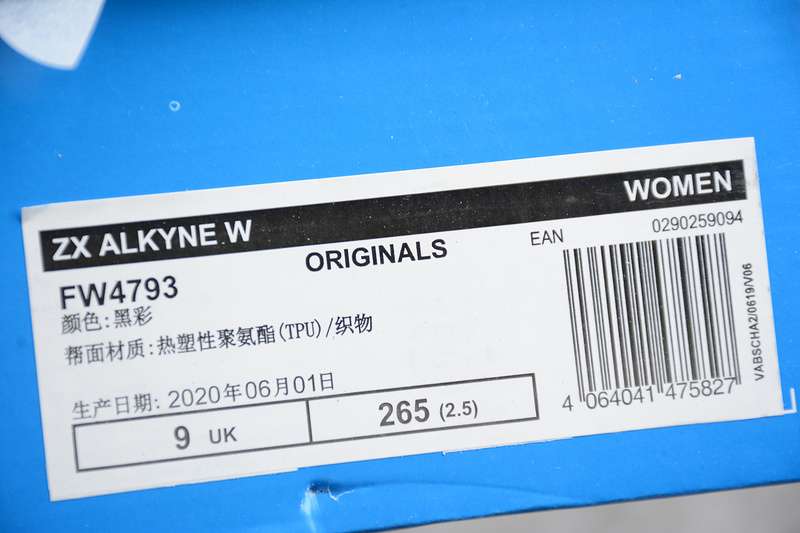 ZX ALKYNE W
WOMEN
ORIGINALS
EAN
0290259094
FW4793
颜色:黑彩
帮面材质:热塑性聚氨酯(TPU)/织物
生产日期: 2020年06月01日
9 UK
265 (2.5)
4 064041 475827
VABSCHA2/0619/V06